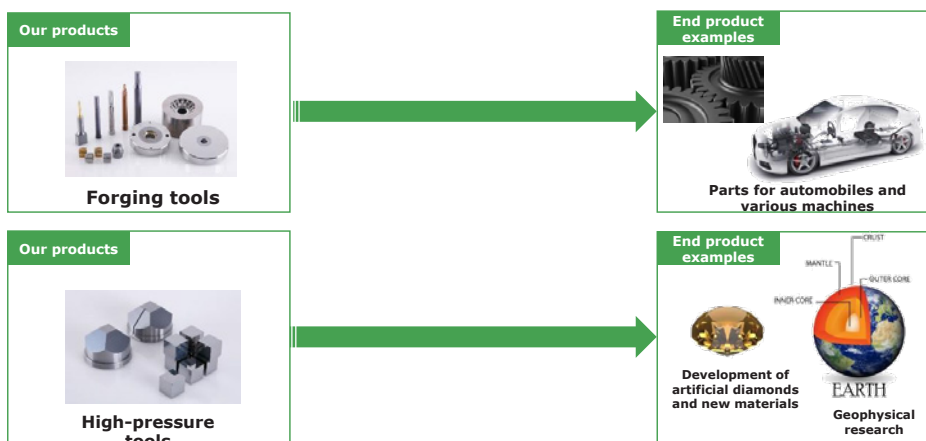 Our products
Forging tools
End product
examples
Parts for automobiles and
various machines
Our products
High-pressure
tools
End product
examples
CRUST
MANTLE
OUTER CORE
INNER CORE
EARTH
Development of
artificial diamonds
and new materials
Geophysical
research